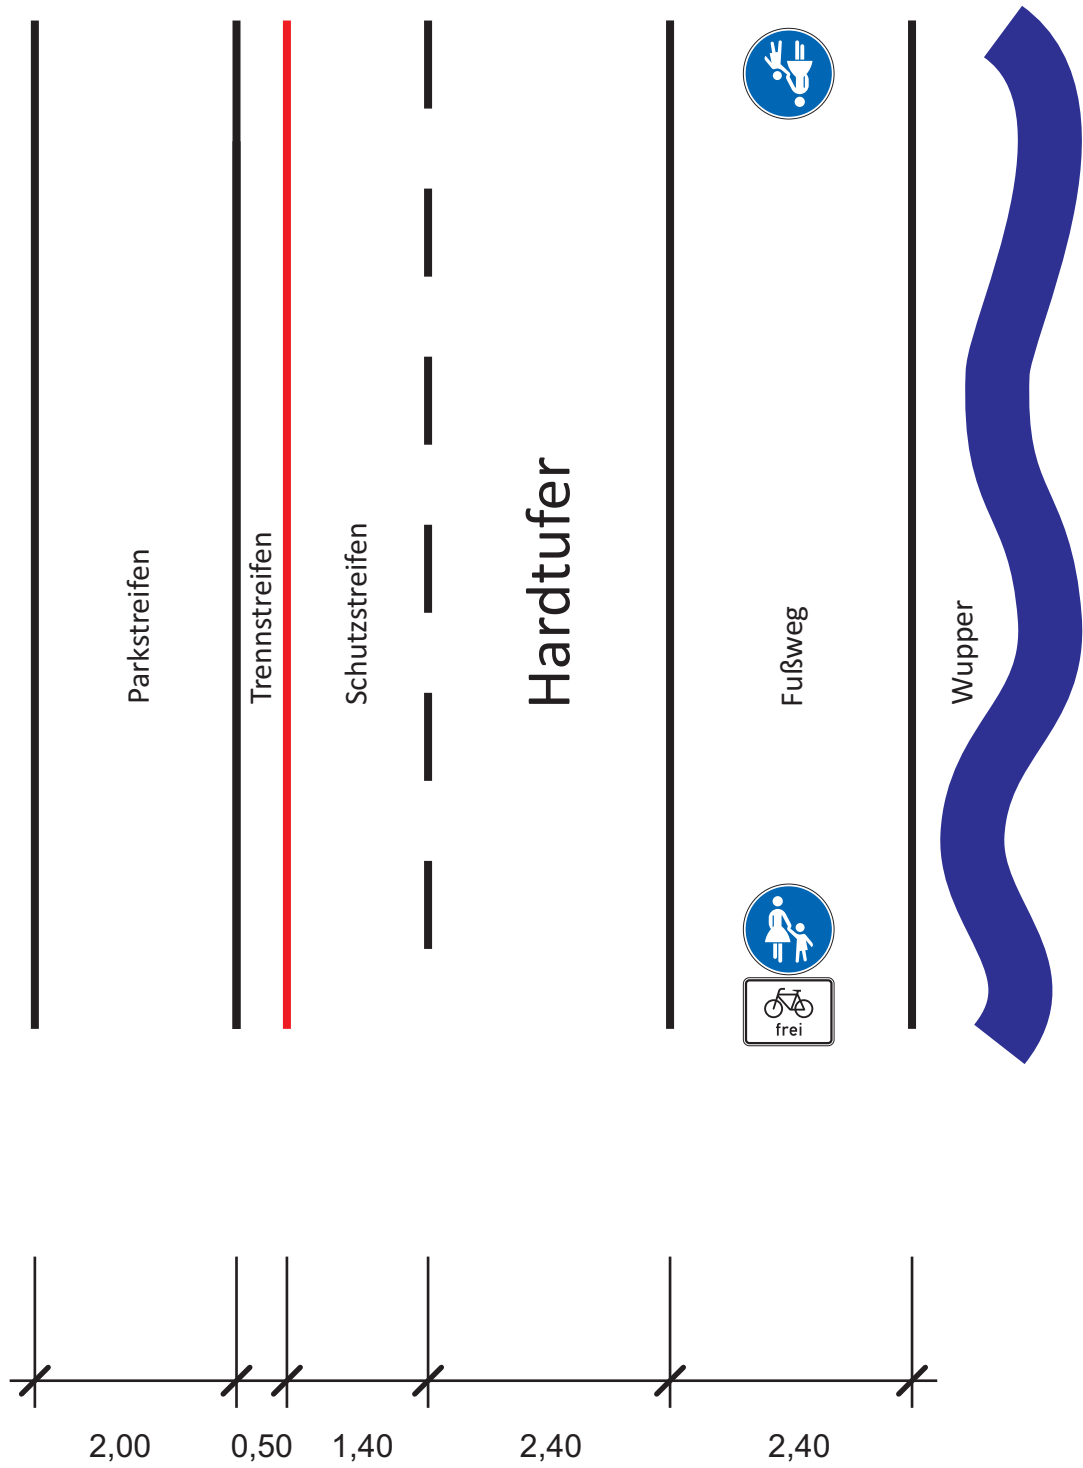 Parkstreifen
Trennstreifen
Schutzstreifen
Hardtufer
Fußweg
Wupper
frei
2,00
0,50
1,40
2,40
2,40